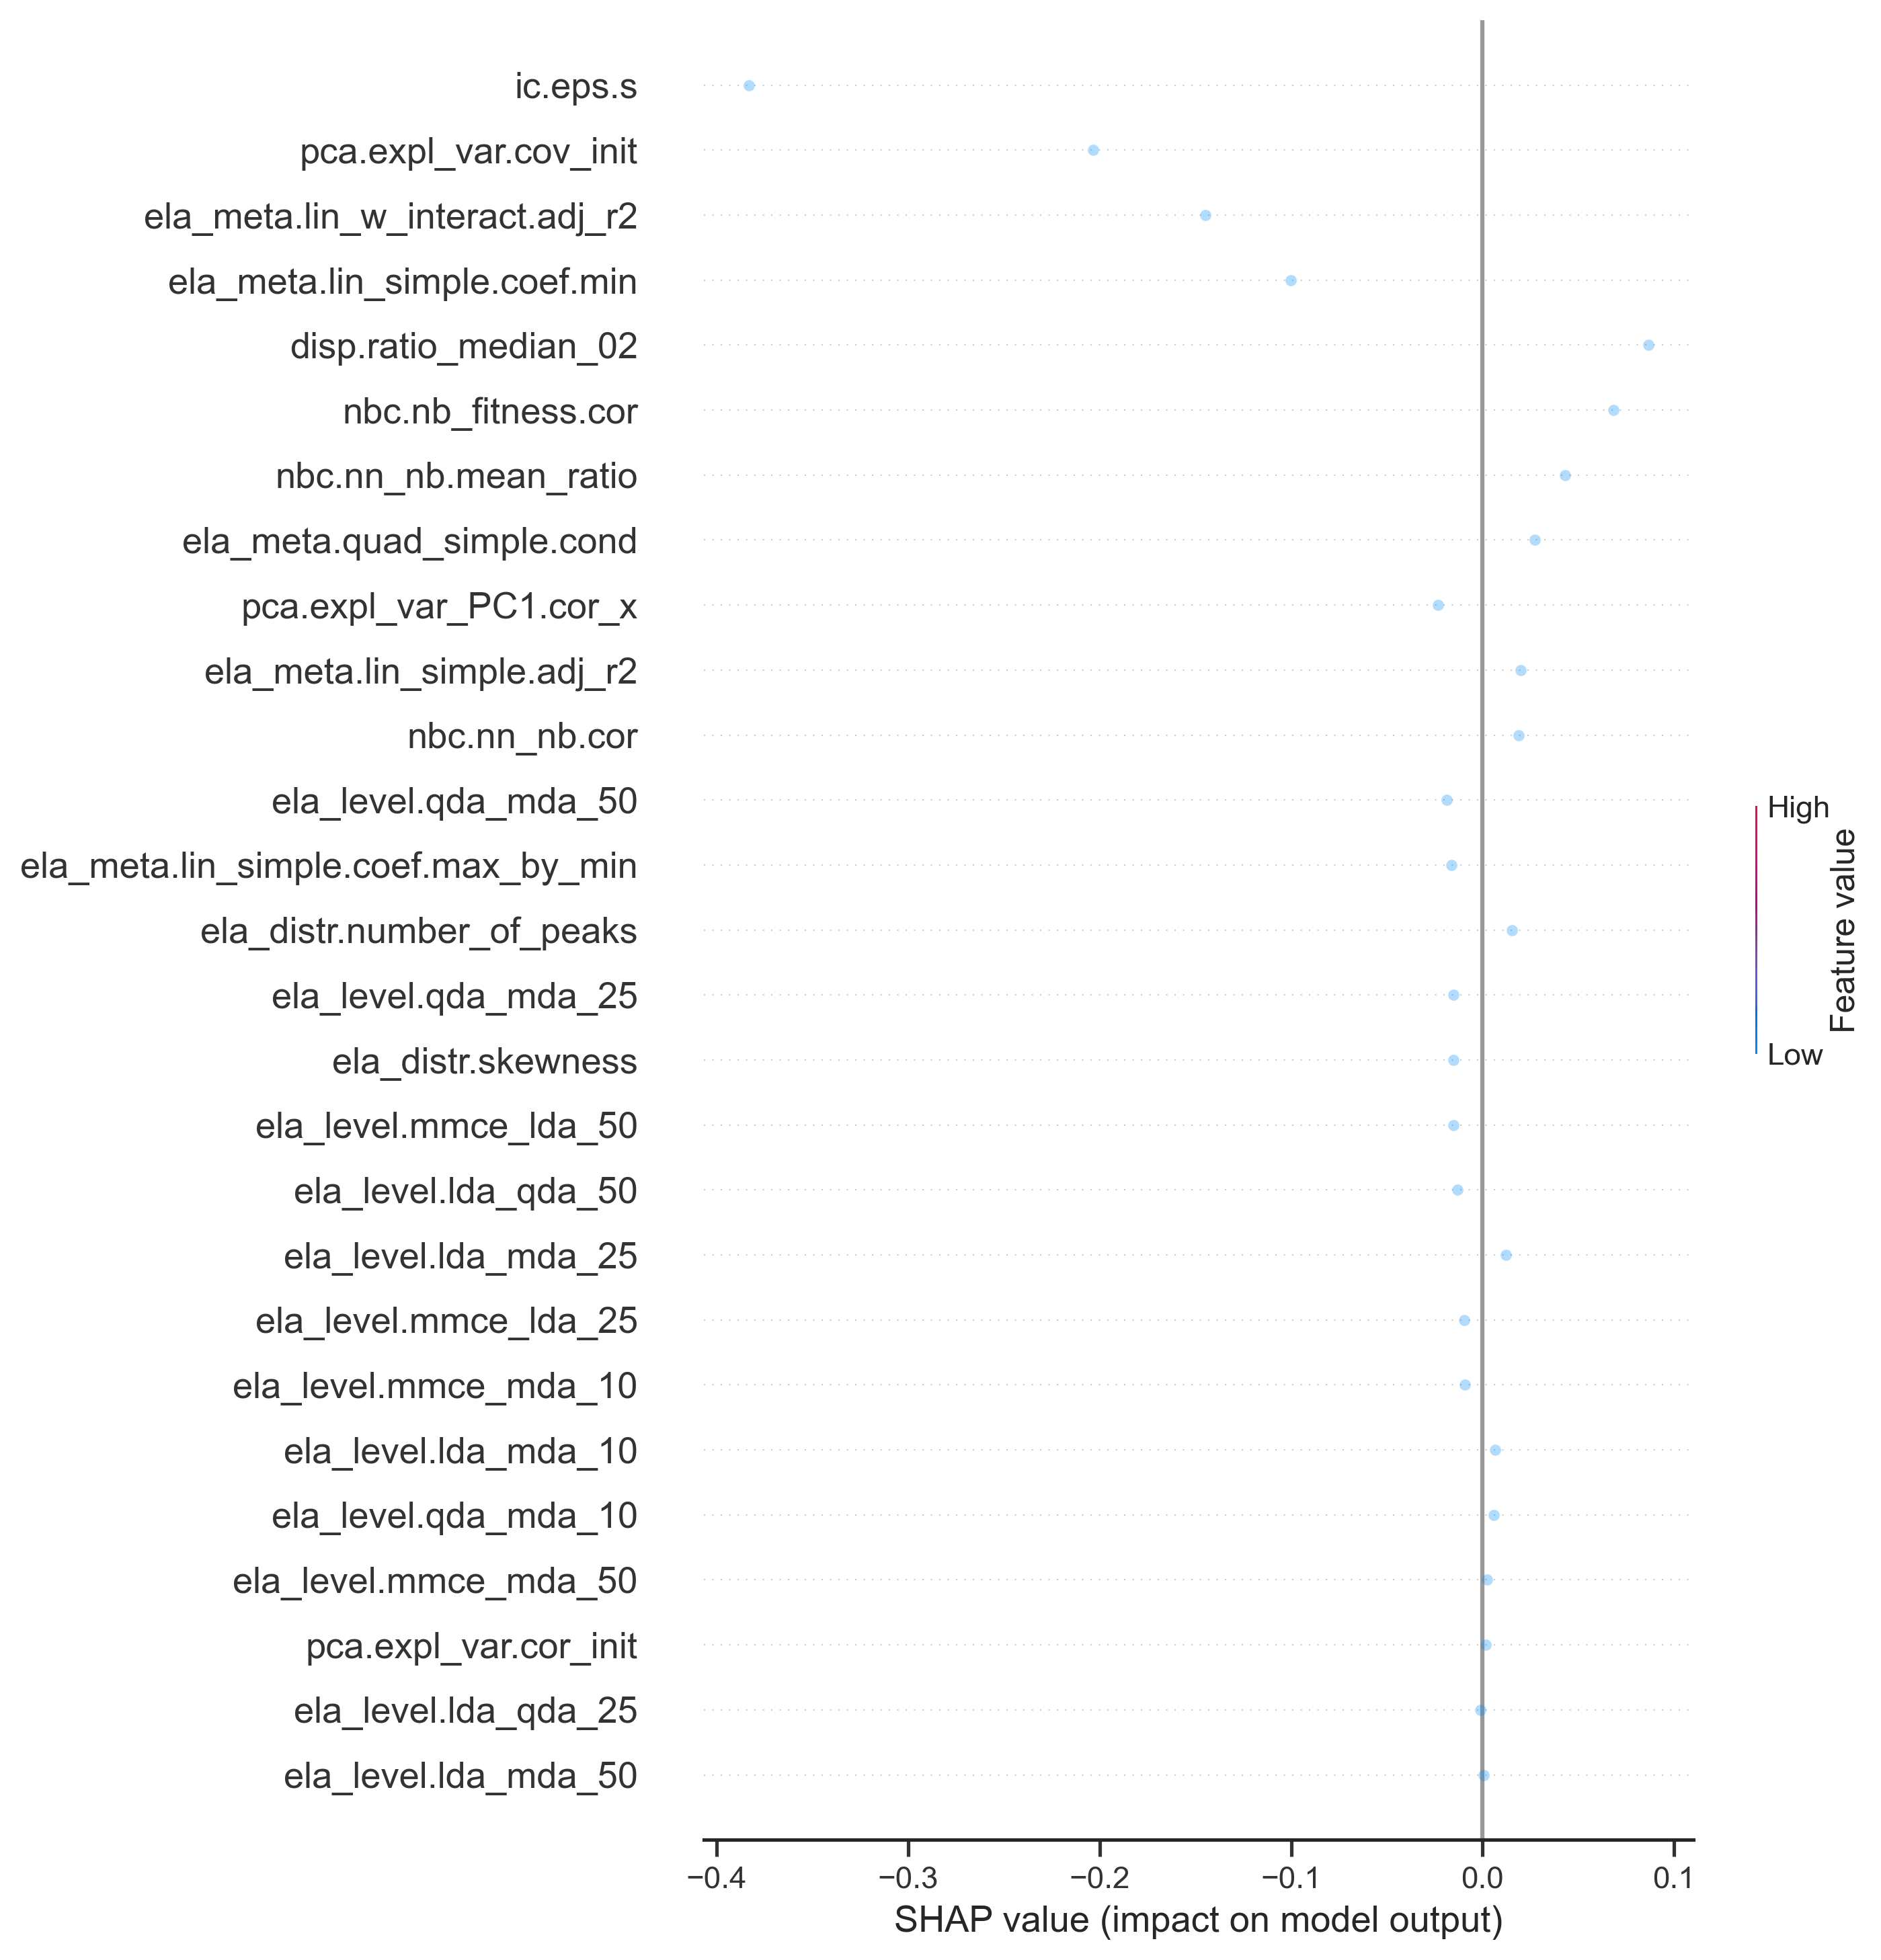 ic.eps.s
pca.expl_var.cov_init
ela_meta.lin_w_interact.adj_r2
ela_meta.lin_simple.coef.min
disp.ratio_median_02
nbc.nb_fitness.cor
nbc.nn_nb.mean_ratio
ela_meta.quad_simple.cond
pca.expl_var_PC1.cor_x
ela_meta.lin_simple.adj_r2
nbc.nn_nb.cor
ela_level.qda_mda_50
ela_meta.lin_simple.coef.max_by_min
ela_distr.number_of_peaks
ela_level.qda_mda_25
ela_distr.skewness
ela_level.mmce_lda_50
ela_level.lda_qda_50
ela_level.lda_mda_25
ela_level.mmce_lda_25
ela_level.mmce_mda_10
ela_level.lda_mda_10
ela_level.qda_mda_10
ela_level.mmce_mda_50
pca.expl_var.cor_init
ela_level.lda_qda_25
ela_level.lda_mda_50
−0.4 −0.3 −0.2 −0.1 0.0 0.1
SHAP value (impact on model output)
High
Feature value
Low